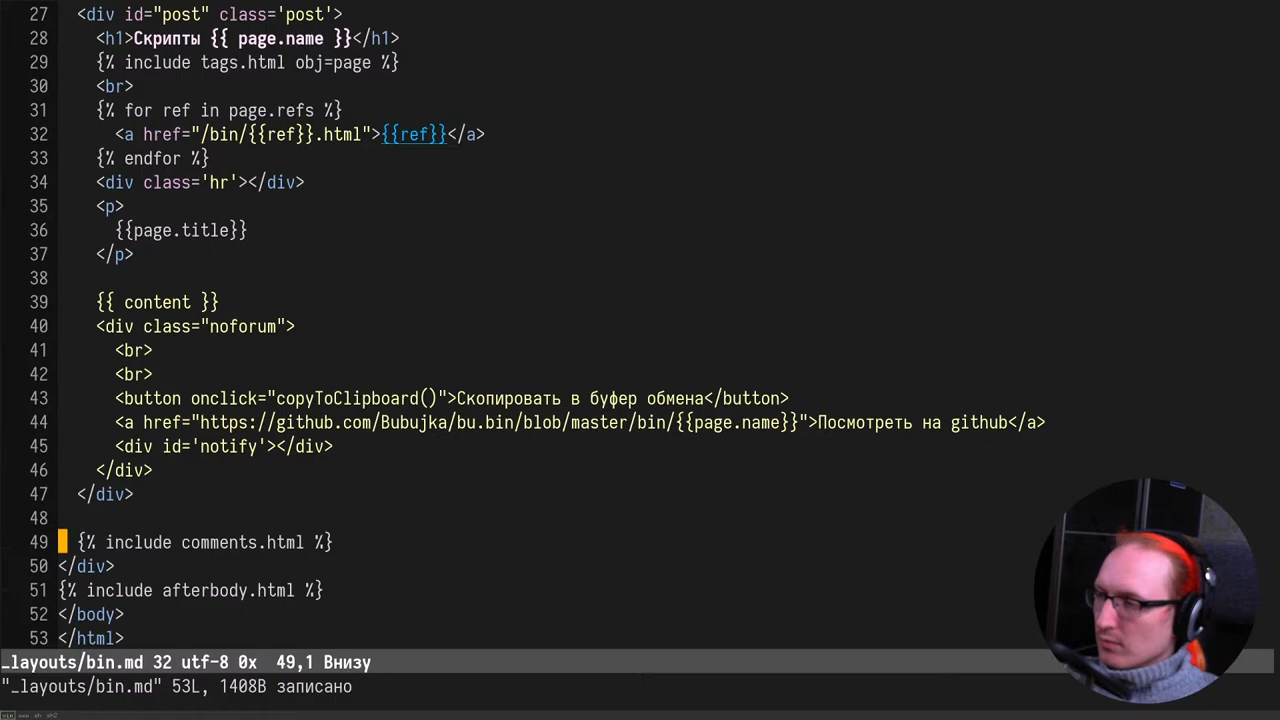 27 <div id="post" class='post'>
28 <h1>Скрипты {{ page.name }}</h1>
29 {% include tags.html obj=page %}
30 <br>
31 {% for ref in page.refs %}
32 <a href="/bin/{{ref}}.html">{{ref}}</a>
33 {% endfor %}
34 <div class='hr'></div>
35 <p>
36 {{page.title}}
37 </p>
38
39 {{ content }}
40 <div class="noforum">
41 <br>
42 <br>
43 <button onclick="copyToClipboard()">Скопировать в буфер обмена</button>
44 <a href="https://github.com/Bubujka/bu.bin/blob/master/bin/{{page.name}}">Посмотреть на github</a>
45 <div id='notify'></div>
46 </div>
47 </div>
48
49 {% include comments.html %}
50 </div>
51 {% include afterbody.html %}
52 </body>
53 </html>
_layouts/bin.md 32 utf-8 0x 49,1 Внизу
"_layouts/bin.md" 53L, 1408B записано